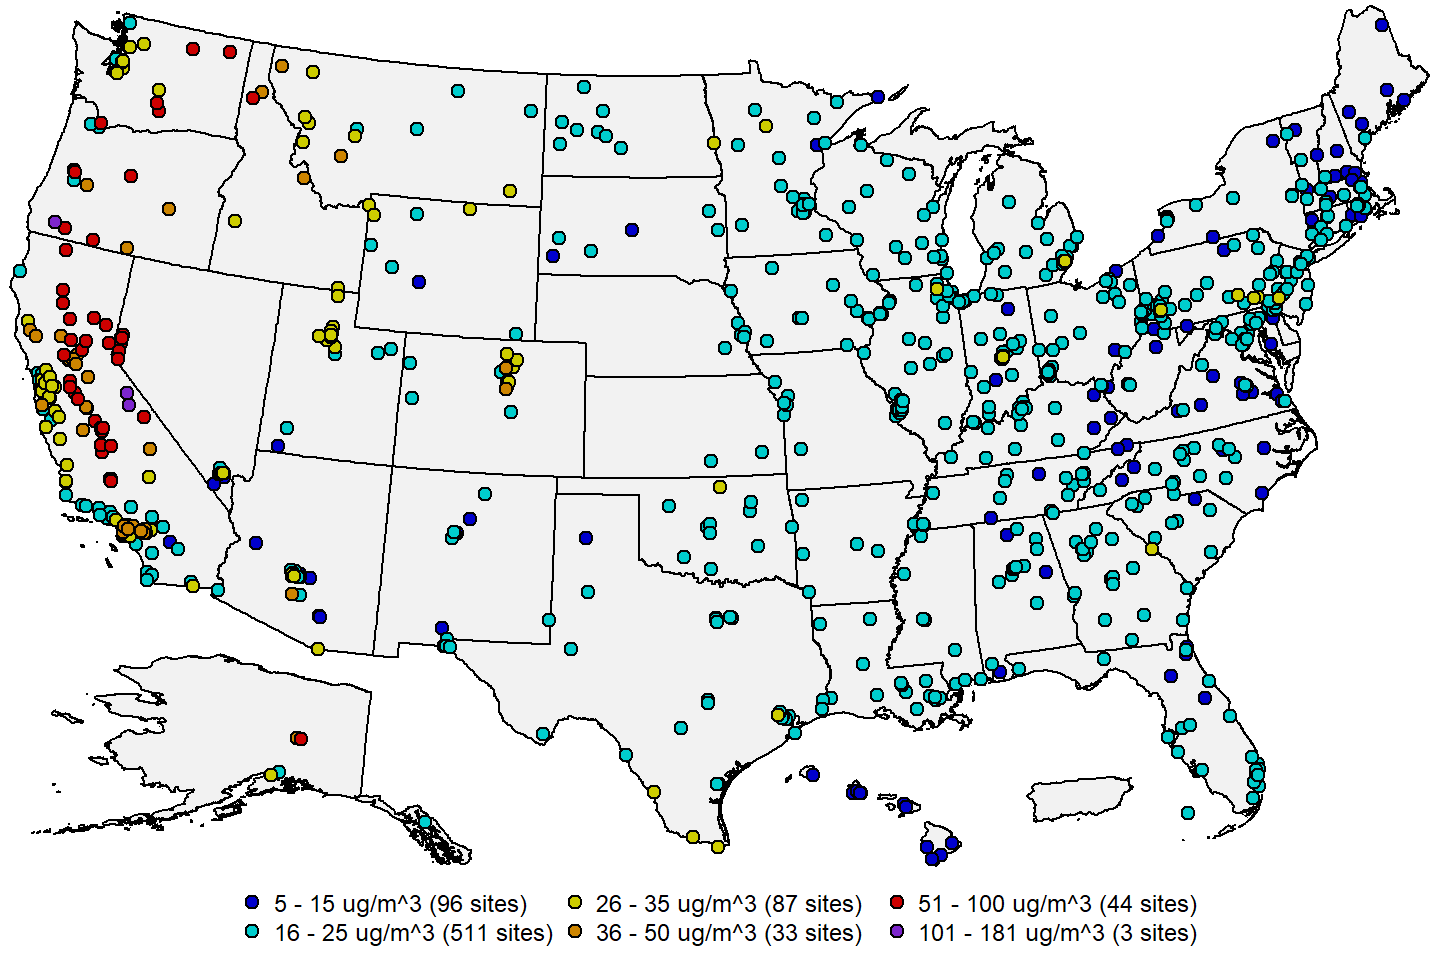 5 - 15 ug/m^3 (96 sites) 26 - 35 ug/m^3 (87 sites) 51 - 100 ug/m^3 (44 sites)
16 - 25 ug/m^3 (511 sites) 36 - 50 ug/m^3 (33 sites) 101 - 181 ug/m^3 (3 sites)